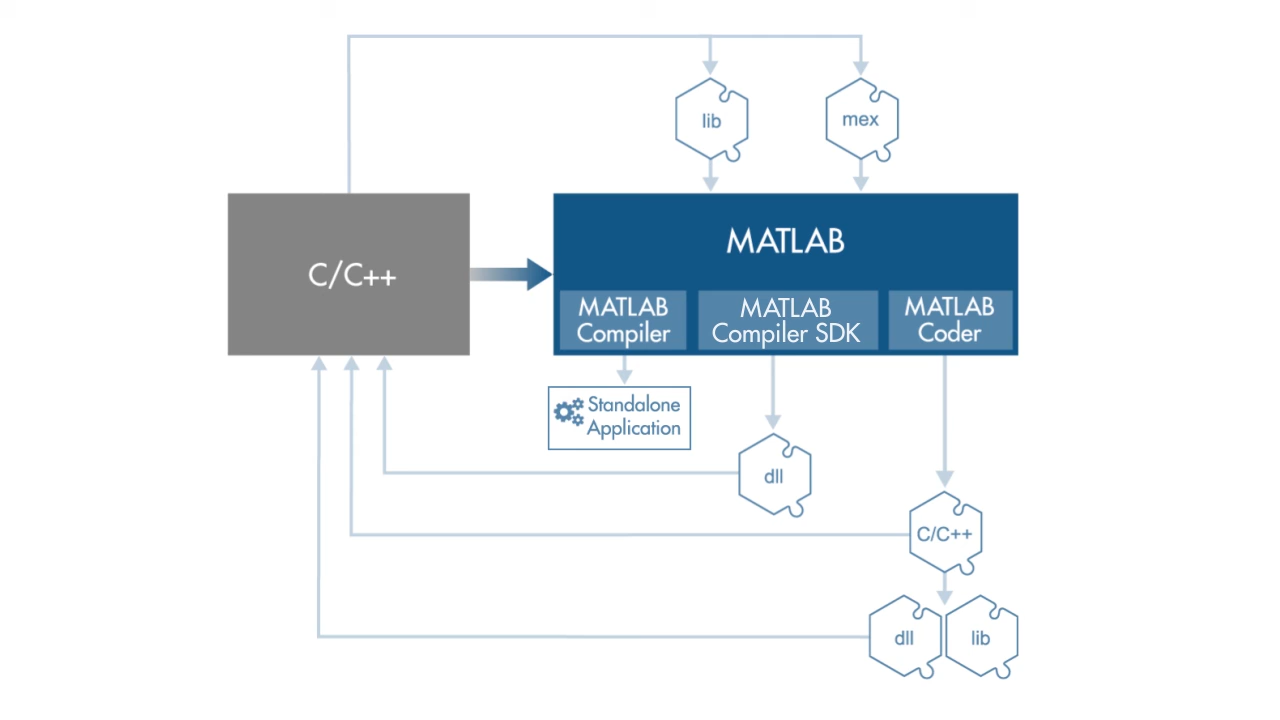 lib
mex
C/C++
MATLAB
MATLAB
Compiler
MATLAB
Compiler SDK
MATLAB
Coder
Standalone
Application
dll
C/C++
dll
lib